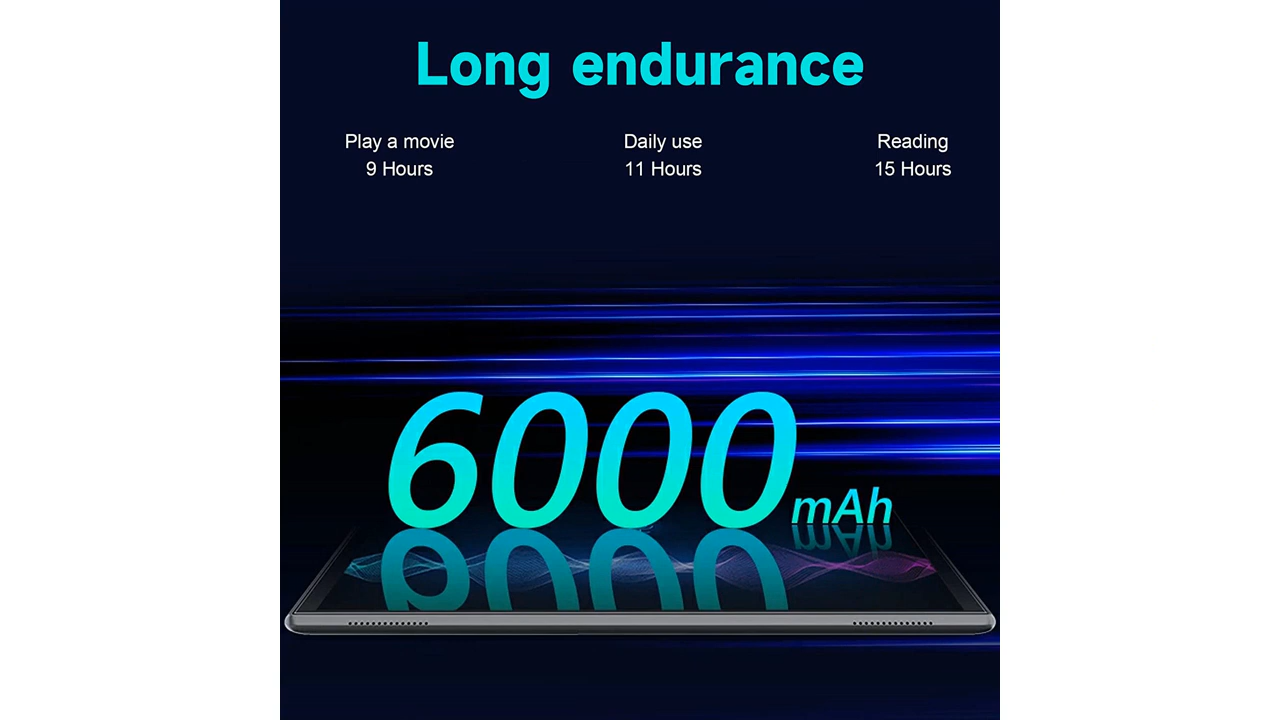 Long endurance
Play a movie
9 Hours
Daily use
11 Hours
Reading
15 Hours
6000mAh